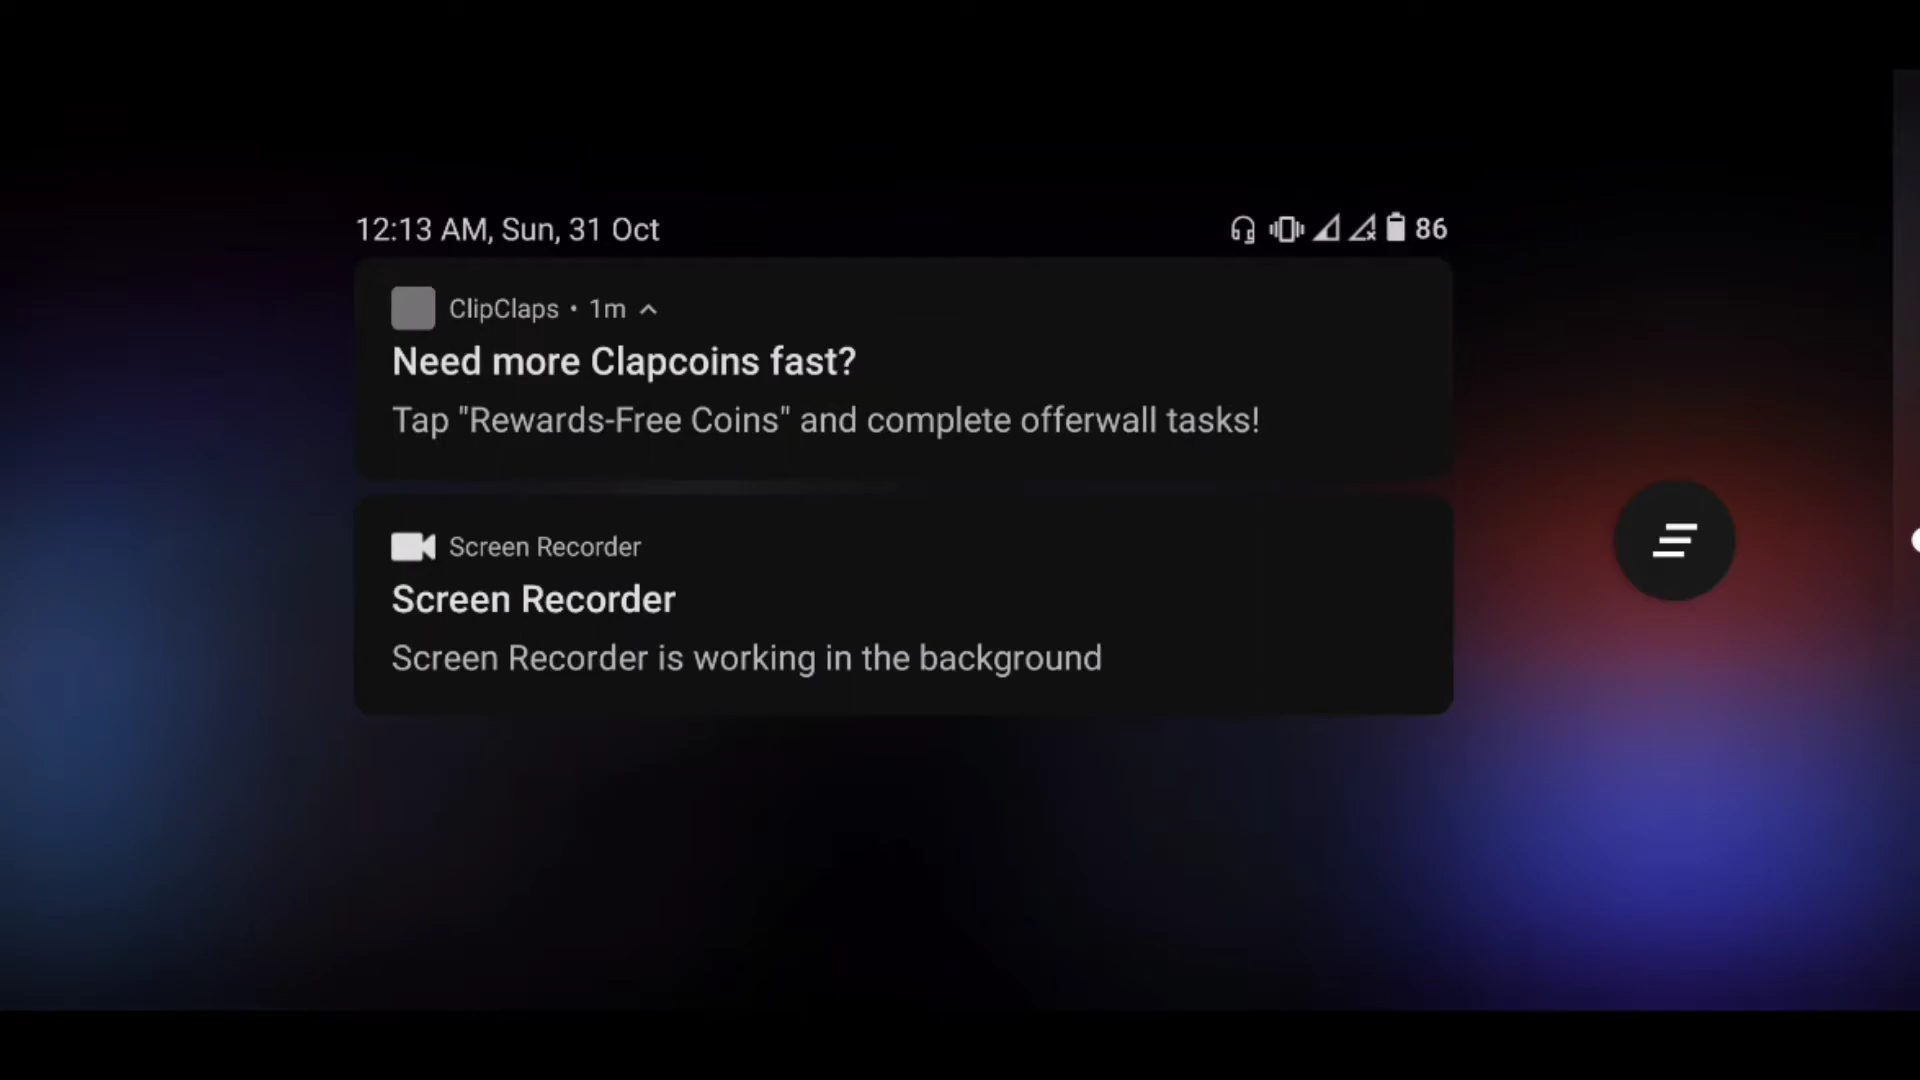 12:13 AM, Sun, 31 Oct 86
ClipClaps • 1m
Need more Clapcoins fast?
Tap "Rewards-Free Coins" and complete offerwall tasks!
Screen Recorder
Screen Recorder
Screen Recorder is working in the background